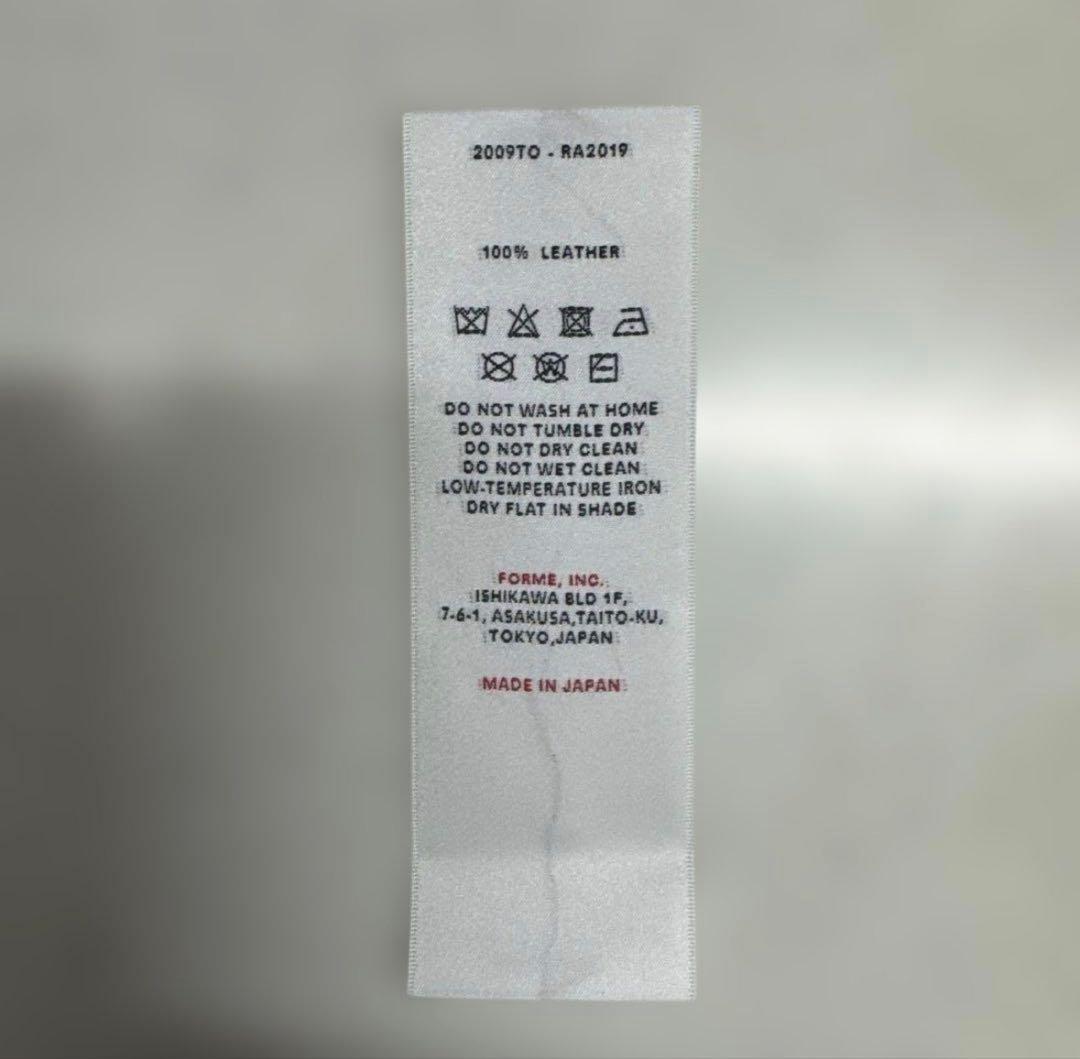 2009TO - RA2019
100% LEATHER
DO NOT WASH AT HOME
DO NOT TUMBLE DRY
DO NOT DRY CLEAN
DO NOT WET CLEAN
LOW-TEMPERATURE IRON
DRY FLAT IN SHADE
FORME, INC.
ISHIKAWA BLD 1F,
7-6-1, ASAKUSA,TAITO-KU,
TOKYO,JAPAN
MADE IN JAPAN